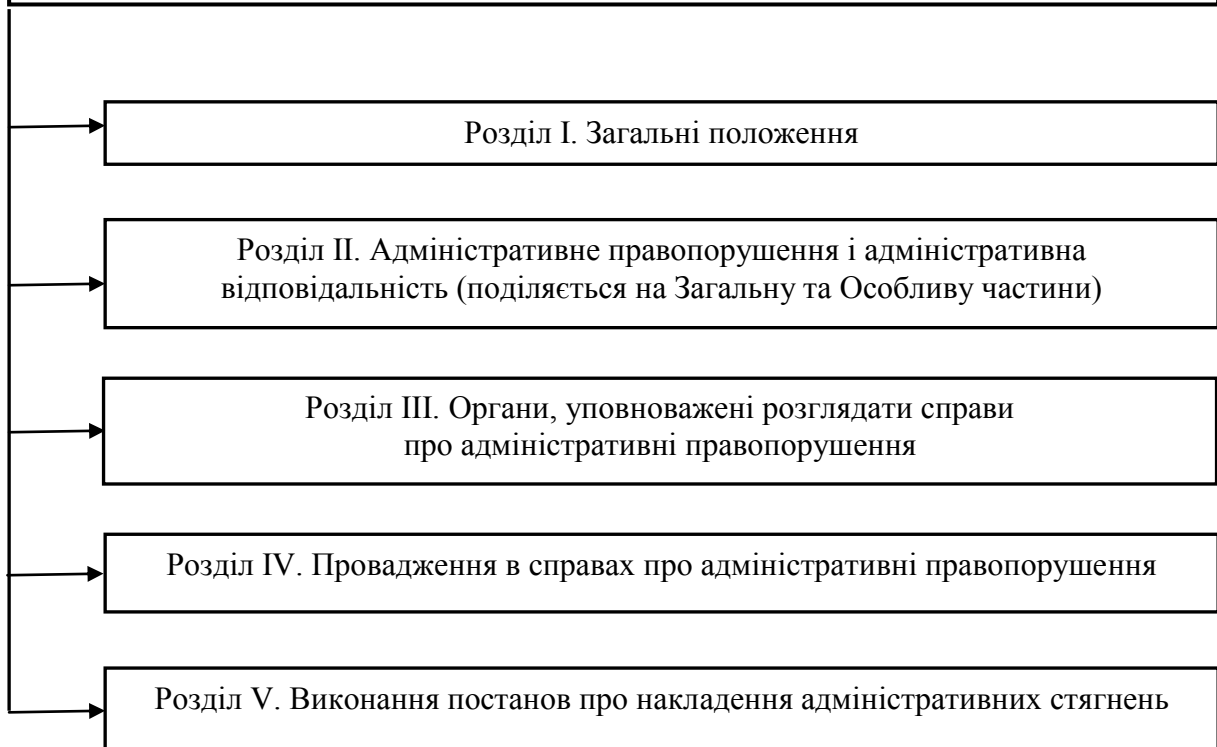 Розділ I. Загальні положення
Розділ II. Адміністративне правопорушення і адміністративна
відповідальність (поділяється на Загальну та Особливу частини)
Розділ III. Органи, уповноважені розглядати справи
про адміністративні правопорушення
Розділ IV. Провадження в справах про адміністративні правопорушення
Розділ V. Виконання постанов про накладення адміністративних стягнень